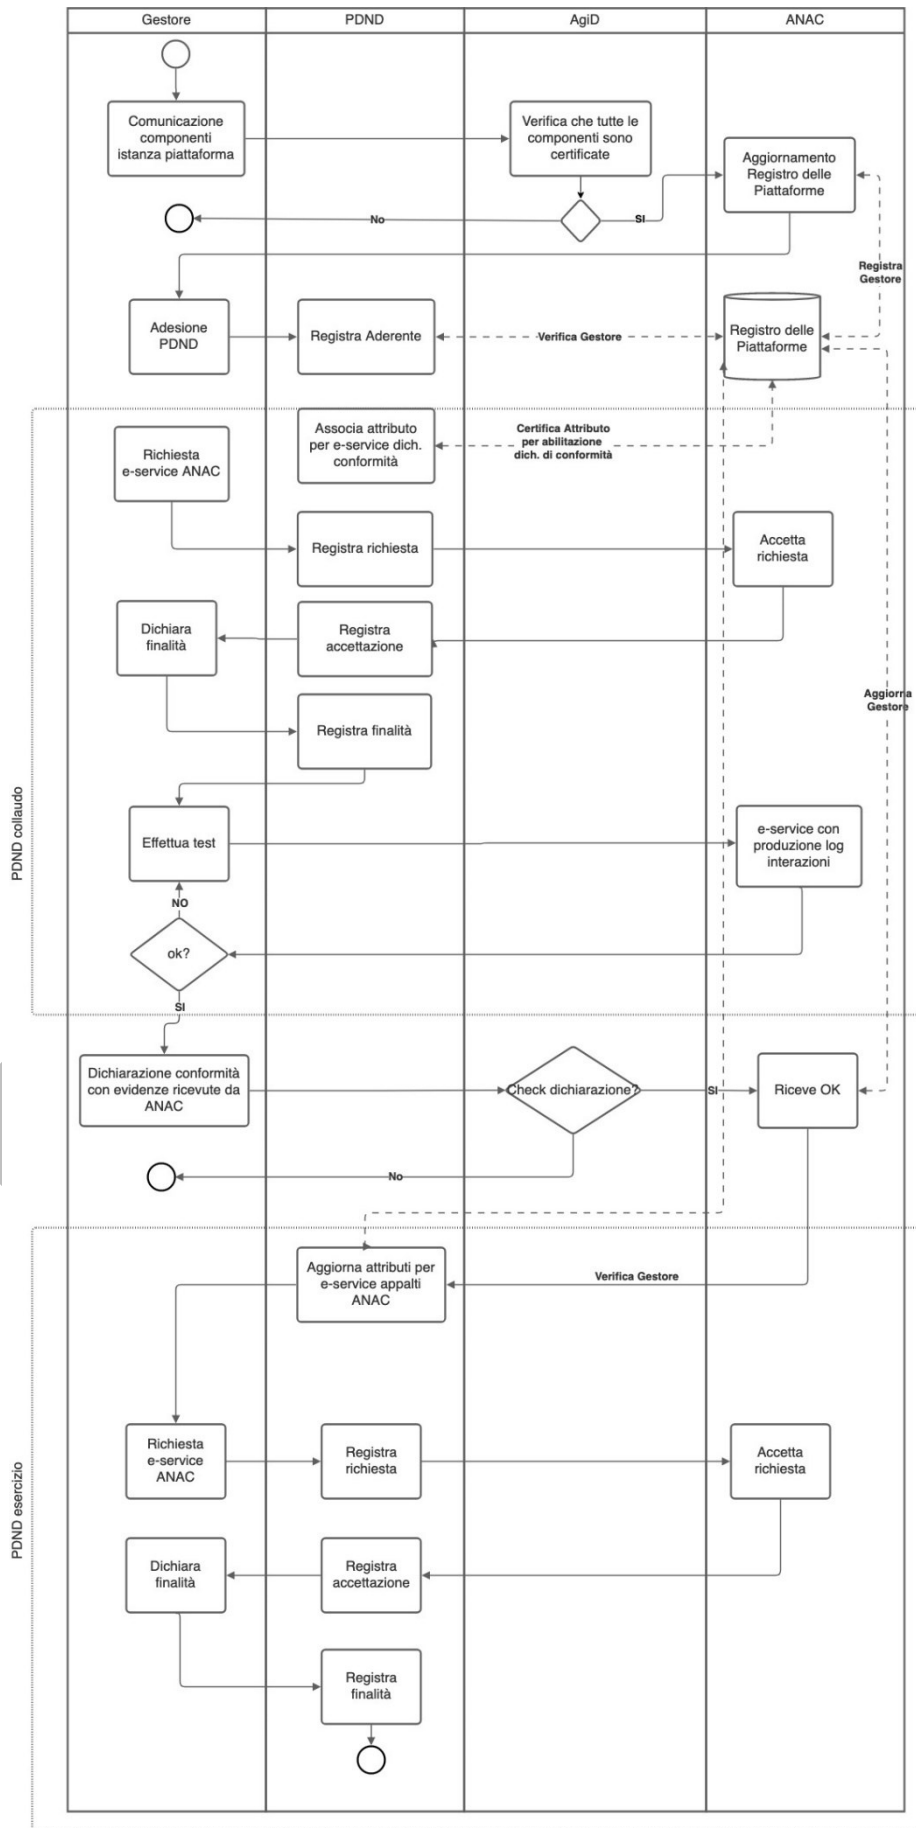 Gestore
PDND
AgiD
ANAC
Comunicazione
componenti
istanza piattaforma
Verifica che tutte le
componenti sono
certificate
Aggiornamento
Registro delle
Piattaforme
No
SI
Registra
Gestore
Adesione
PDND
Registra Aderente
Verifica Gestore
Registro delle
Piattaforme
PDND collaudo
Richiesta
e-service ANAC
Associa attributo
per e-service dich.
conformità
Certifica Attributo
per abilitazione
dich. di conformità
Registra richiesta
Accetta
richiesta
Dichiara
finalità
Registra
accettazione
Registra finalità
Aggiorna
Gestore
Effettua test
e-service con
produzione log
interazioni
NO
ok?
SI
Dichiarazione conformità
con evidenze ricevute da
ANAC
Check dichiarazione?
SI
Riceve OK
No
PDND esercizio
Aggiorna attributi per
e-service appalti
ANAC
Verifica Gestore
Richiesta
e-service
ANAC
Registra
richiesta
Accetta
richiesta
Dichiara
finalità
Registra
accettazione
Registra
finalità